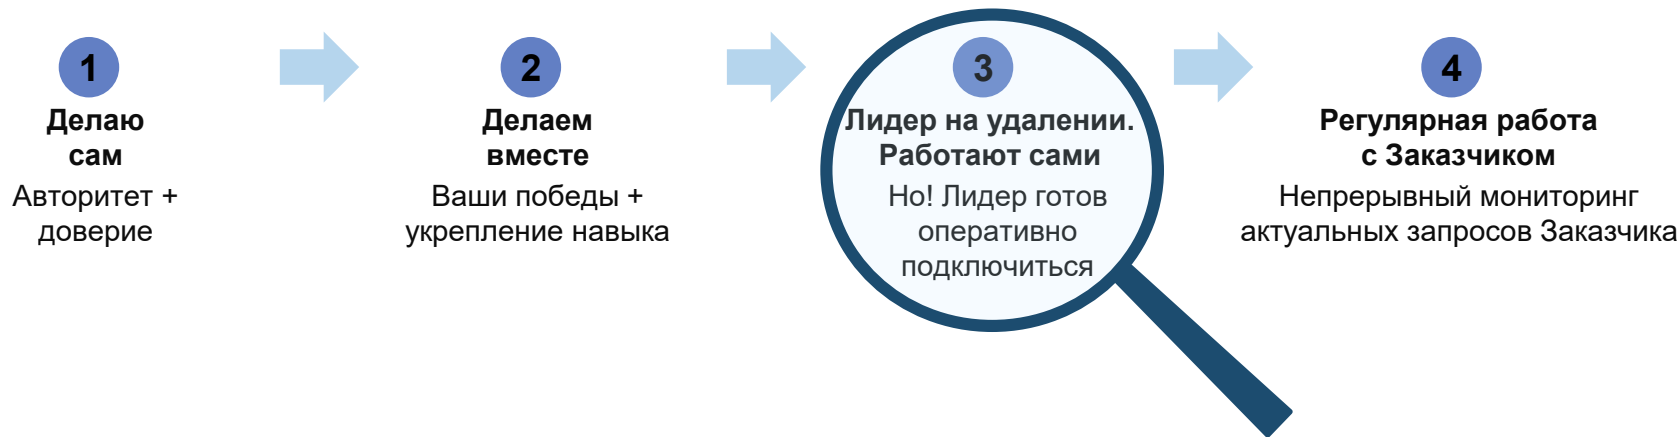 1
Делаю
сам
Авторитет +
доверие
2
Делаем
вместе
Ваши победы +
укрепление навыка
3
Лидер на удалении.
Работают сами
Но! Лидер готов
оперативно
подключиться
4
Регулярная работа
с Заказчиком
Непрерывный мониторинг
актуальных запросов Заказчика